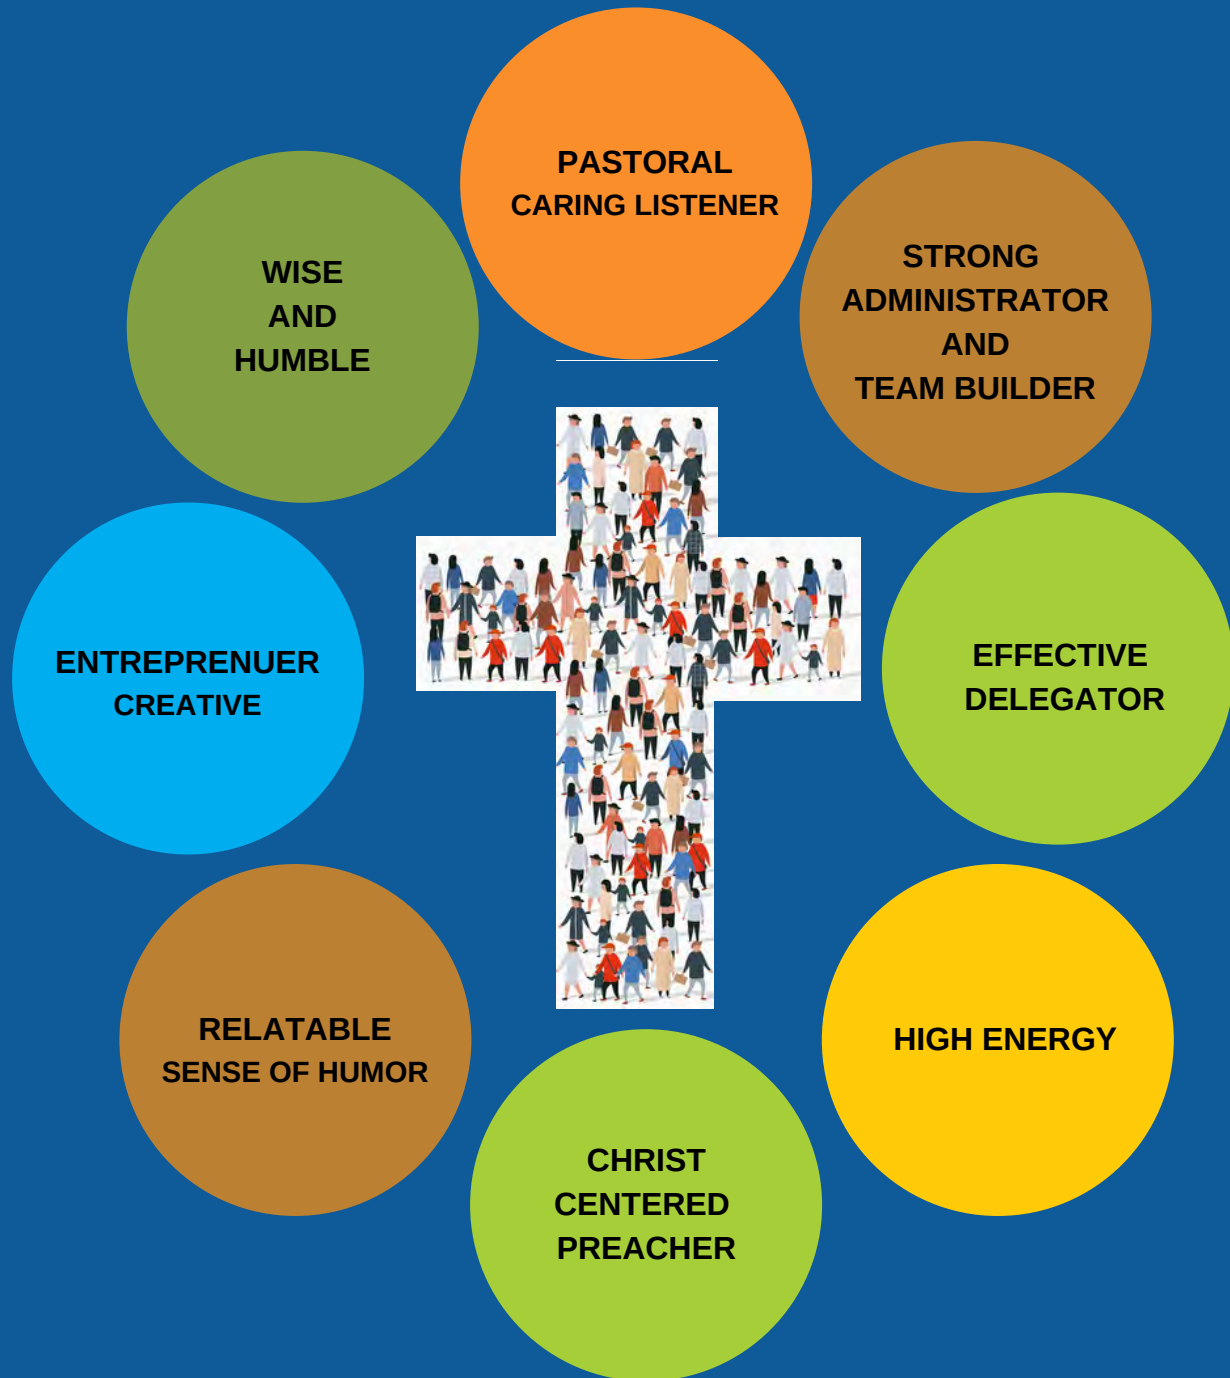 PASTORAL
CARING LISTENER
STRONG
ADMINISTRATOR
AND
TEAM BUILDER
EFFECTIVE
DELEGATOR
HIGH ENERGY
CHRIST
CENTERED
PREACHER
RELATABLE
SENSE OF HUMOR
ENTREPRENUER
CREATIVE
WISE
AND
HUMBLE